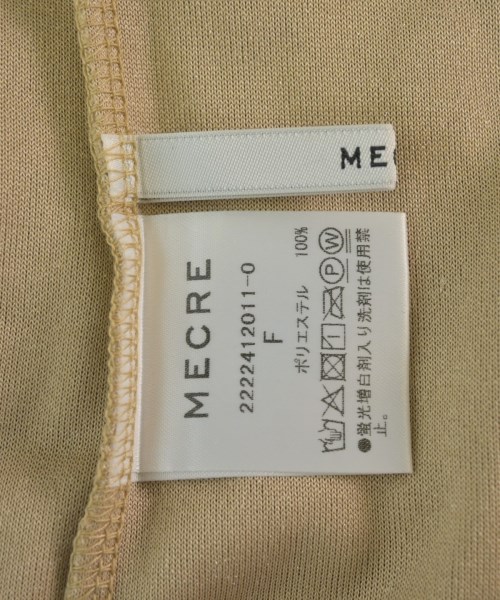 MEC
MECRE
2222412011-0
F
ポリエステル 100%
P W
●蛍光増白剤入り洗剤は使用禁
止。